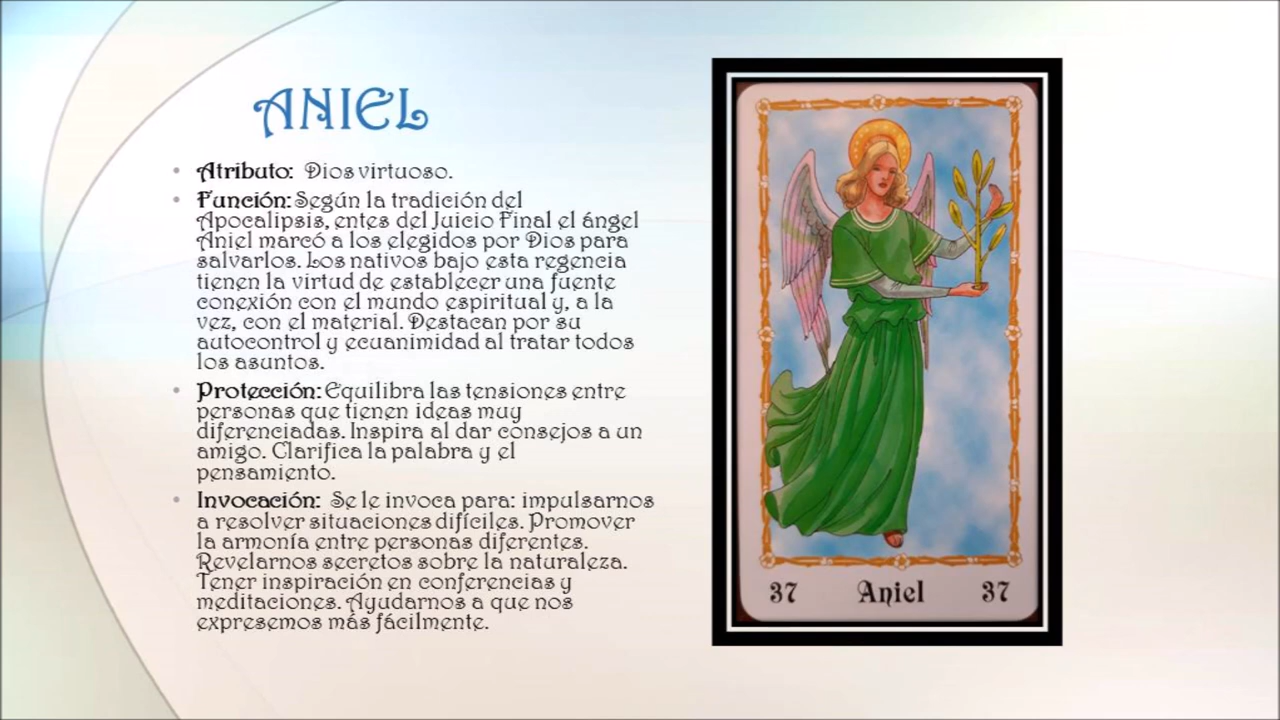 ANIEL
• Atributo: Dios virtuoso.
• Función: Según la tradición del
Apocalipsis, entes del Juicio Final el ángel
Aniel marcó a los elegidos por Dios para
salvarlos. Los nativos bajo esta regencia
tienen la virtud de establecer una fuente
conexión con el mundo espiritual y, a la
vez, con el material. Destacan por su
autocontrol y ecuanimidad al tratar todos
los asuntos.
• Protección: Equilibra las tensiones entre
personas que tienen ideas muy
diferenciadas. Inspira al dar consejos a un
amigo. Clarifica la palabra y el
pensamiento.
• Invocación: Se le invoca para: impulsarnos
a resolver situaciones difíciles. Promover
la armonía entre personas diferentes.
Revelarnos secretos sobre la naturaleza.
Tener inspiración en conferencias y
meditaciones. Ayudarnos a que nos
expresemos más fácilmente.
37 Aniel 37